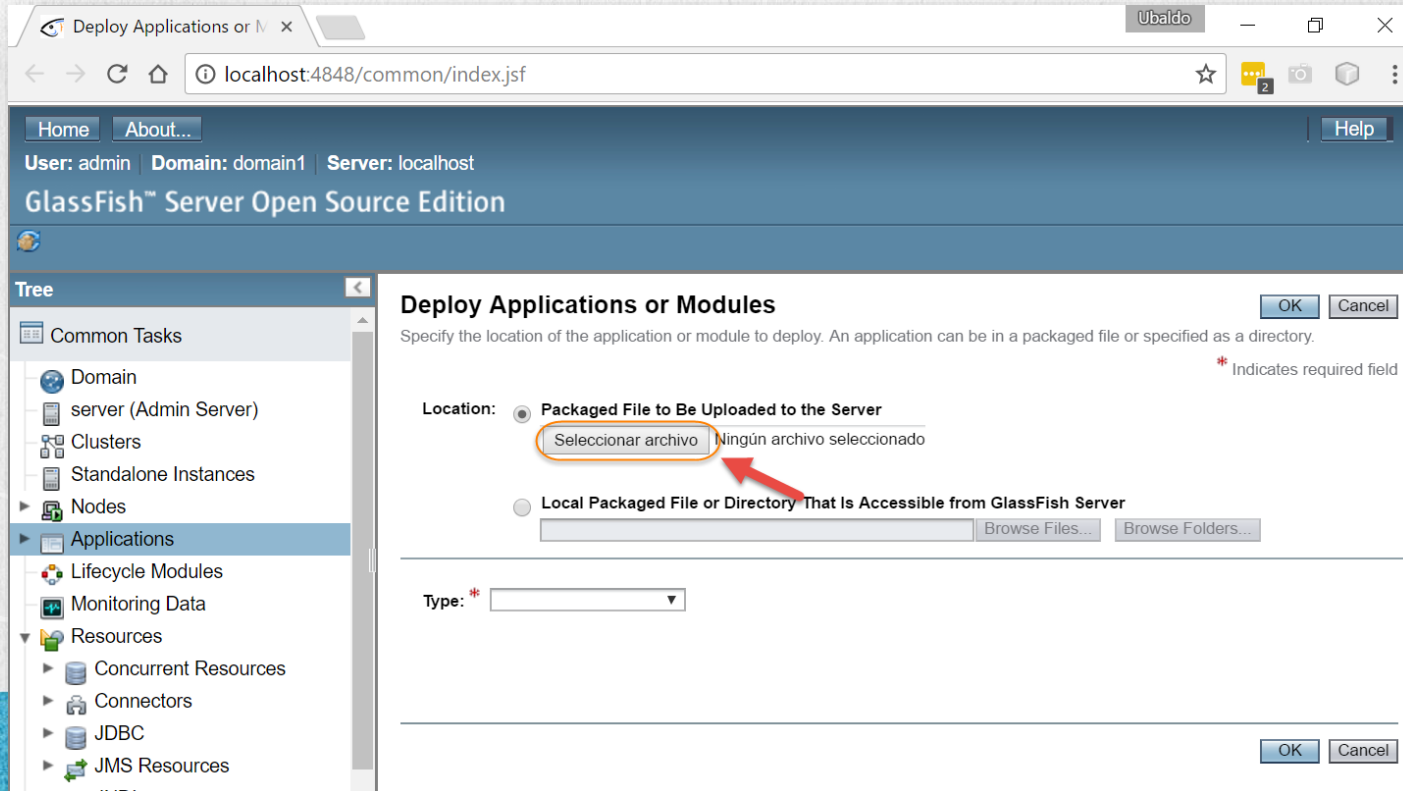 Deploy Applications or M
Ubaldo
localhost:4848/common/index.jsf
2
Home About... Help
User: admin Domain: domain1 Server: localhost
GlassFish™ Server Open Source Edition
Tree
Common Tasks
Domain
server (Admin Server)
Clusters
Standalone Instances
Nodes
Applications
Lifecycle Modules
Monitoring Data
Resources
Concurrent Resources
Connectors
JDBC
JMS Resources
Deploy Applications or Modules
OK Cancel
Specify the location of the application or module to deploy. An application can be in a packaged file or specified as a directory.
* Indicates required field
Location: Packaged File to Be Uploaded to the Server
Seleccionar archivo Ningún archivo seleccionado
Local Packaged File or Directory That Is Accessible from GlassFish Server
Browse Files... Browse Folders...
Type: *
OK Cancel